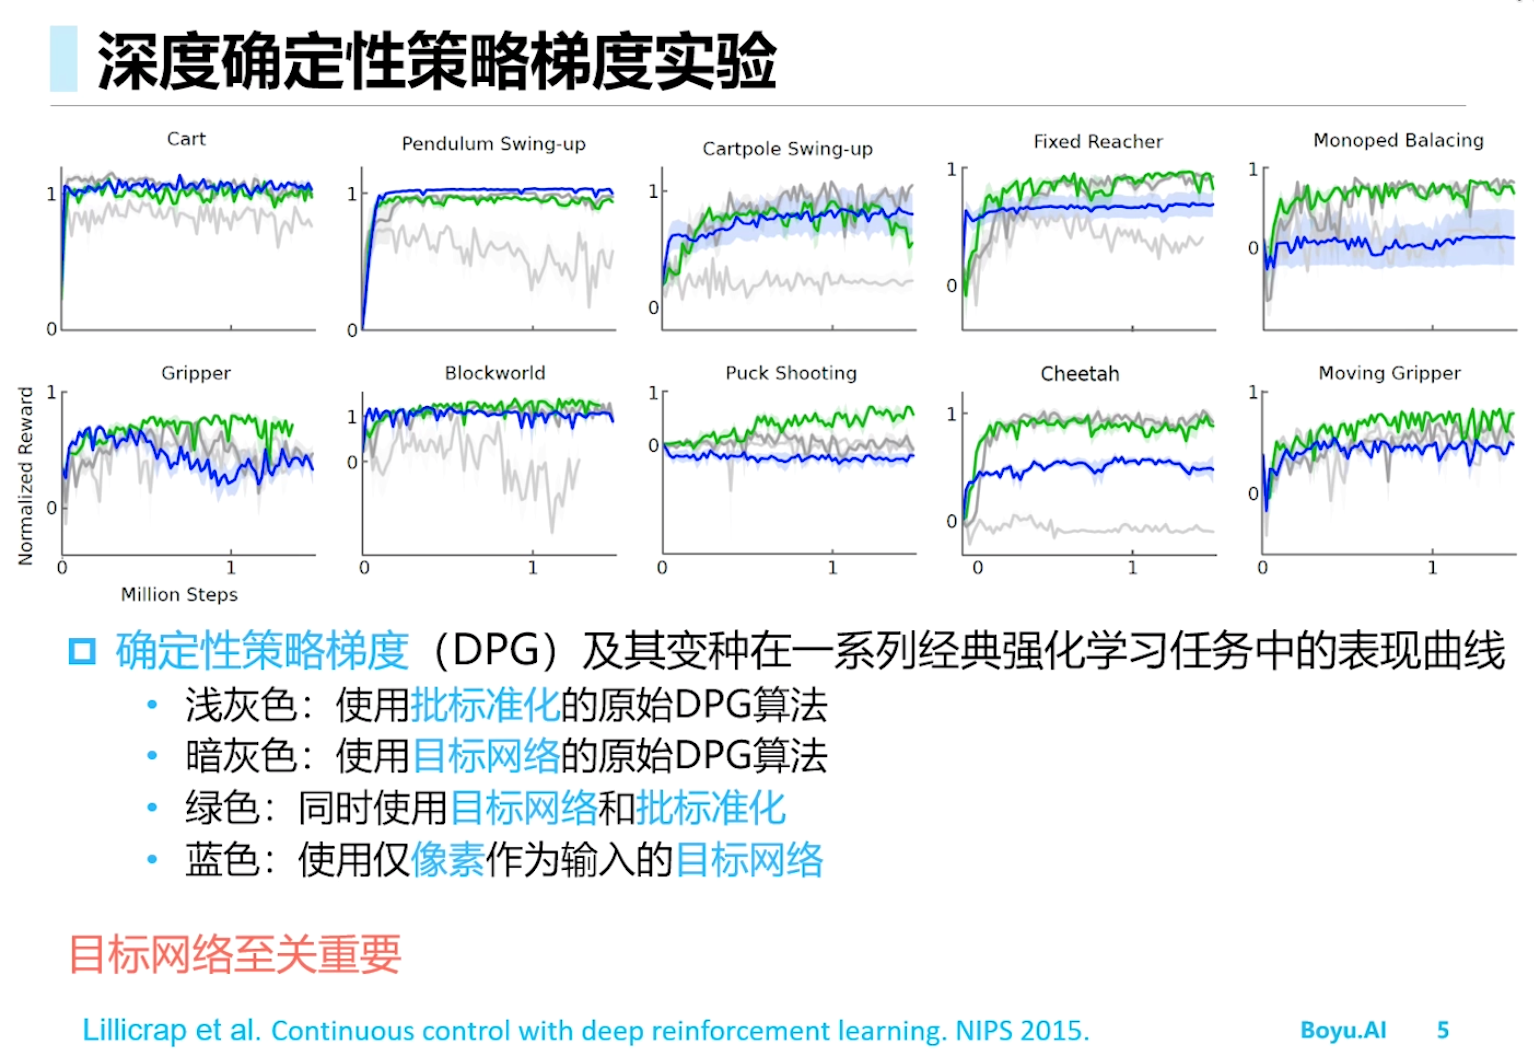 深度确定性策略梯度实验
Cart
Pendulum Swing-up
Cartpole Swing-up
Fixed Reacher
Monoped Balacing
1
0
1
0
1
0
1
0
1
0
Gripper
Blockworld
Puck Shooting
Cheetah
Moving Gripper
Normalized Reward
1
0
1
0
1
0
1
0
1
0
0 1
0 1
0 1
0 1
0 1
Million Steps
确定性策略梯度（DPG）及其变种在一系列经典强化学习任务中的表现曲线
• 浅灰色：使用批标准化的原始DPG算法
• 暗灰色：使用目标网络的原始DPG算法
• 绿色：同时使用目标网络和批标准化
• 蓝色：使用仅像素作为输入的目标网络
目标网络至关重要
Lillicrap et al. Continuous control with deep reinforcement learning. NIPS 2015.
Boyu.AI 5